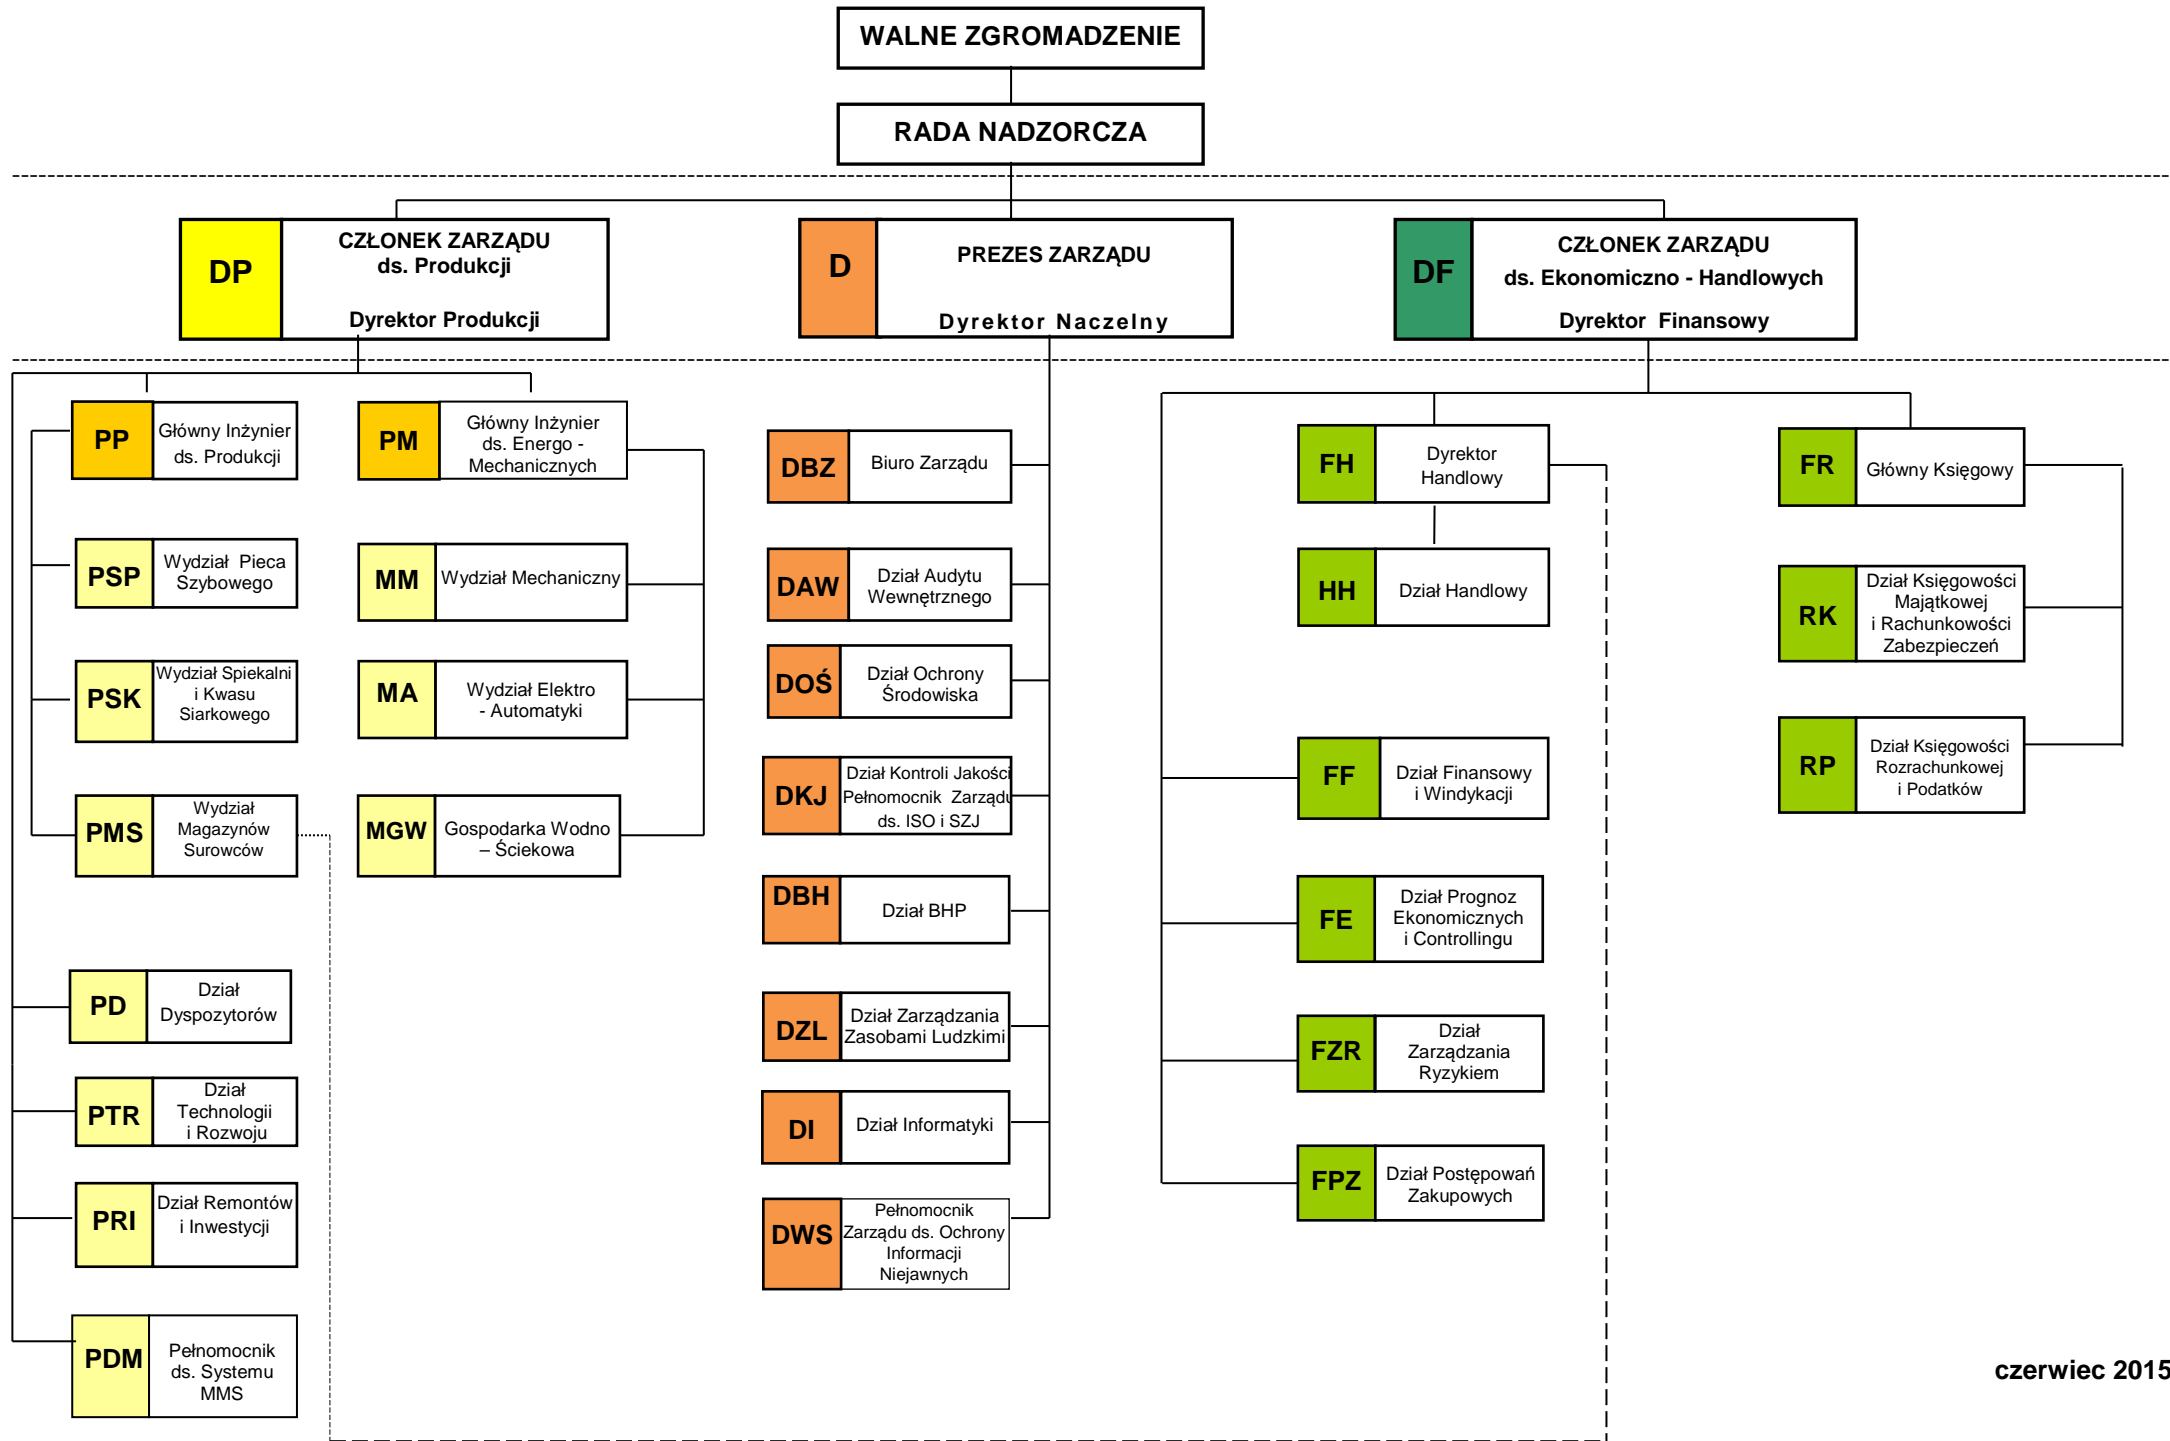 WALNE ZGROMADZENIE
RADA NADZORCZA
DP
CZŁONEK ZARZĄDU
ds. Produkcji
Dyrektor Produkcji
D
PREZES ZARZĄDU
Dyrektor Naczelny
DF
CZŁONEK ZARZĄDU
ds. Ekonomiczno - Handlowych
Dyrektor Finansowy
PP
Główny Inżynier
ds. Produkcji
PSP
Wydział Pieca
Szybowego
PSK
Wydział Spiekalni
i Kwasu
Siarkowego
PMS
Wydział
Magazynów
Surowców
PD
Dział
Dyspozytorów
PTR
Dział
Technologii
i Rozwoju
PRI
Dział Remontów
i Inwestycji
PDM
Pełnomocnik
ds. Systemu
MMS
PM
Główny Inżynier
ds. Energo -
Mechanicznych
MM
Wydział Mechaniczny
MA
Wydział Elektro
- Automatyki
MGW
Gospodarka Wodno
– Ściekowa
DBZ
Biuro Zarządu
DAW
Dział Audytu
Wewnętrznego
DOŚ
Dział Ochrony
Środowiska
DKJ
Dział Kontroli Jakości
Pełnomocnik Zarządu
ds. ISO i SZJ
DBH
Dział BHP
DZL
Dział Zarządzania
Zasobami Ludzkimi
DI
Dział Informatyki
DWS
Pełnomocnik
Zarządu ds. Ochrony
Informacji
Niejawnych
FH
Dyrektor
Handlowy
HH
Dział Handlowy
FF
Dział Finansowy
i Windykacji
FE
Dział Prognoz
Ekonomicznych
i Controllingu
FZR
Dział
Zarządzania
Ryzykiem
FPZ
Dział Postępowań
Zakupowych
FR
Główny Księgowy
RK
Dział Księgowości
Majątkowej
i Rachunkowości
Zabezpieczeń
RP
Dział Księgowości
Rozrachunkowej
i Podatków
czerwiec 2015